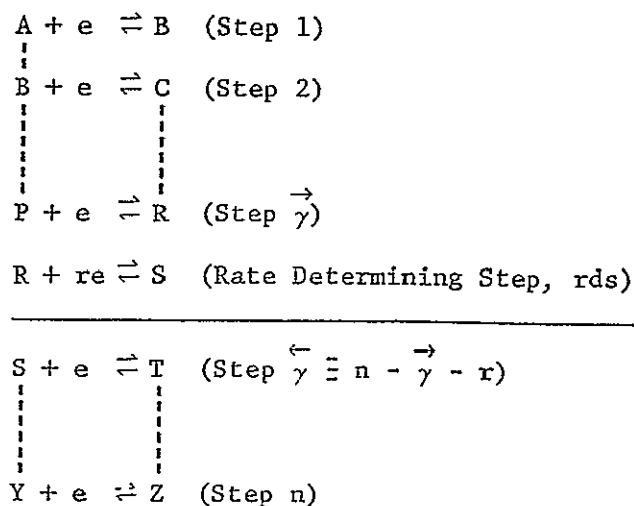 A + e ⇌ B (Step 1)
B + e ⇌ C (Step 2)
P + e ⇌ R (Step γ⃗)
R + re ⇌ S (Rate Determining Step, rds)
S + e ⇌ T (Step γ⃖ ≡ n - γ⃗ - r)
Y + e ⇌ Z (Step n)